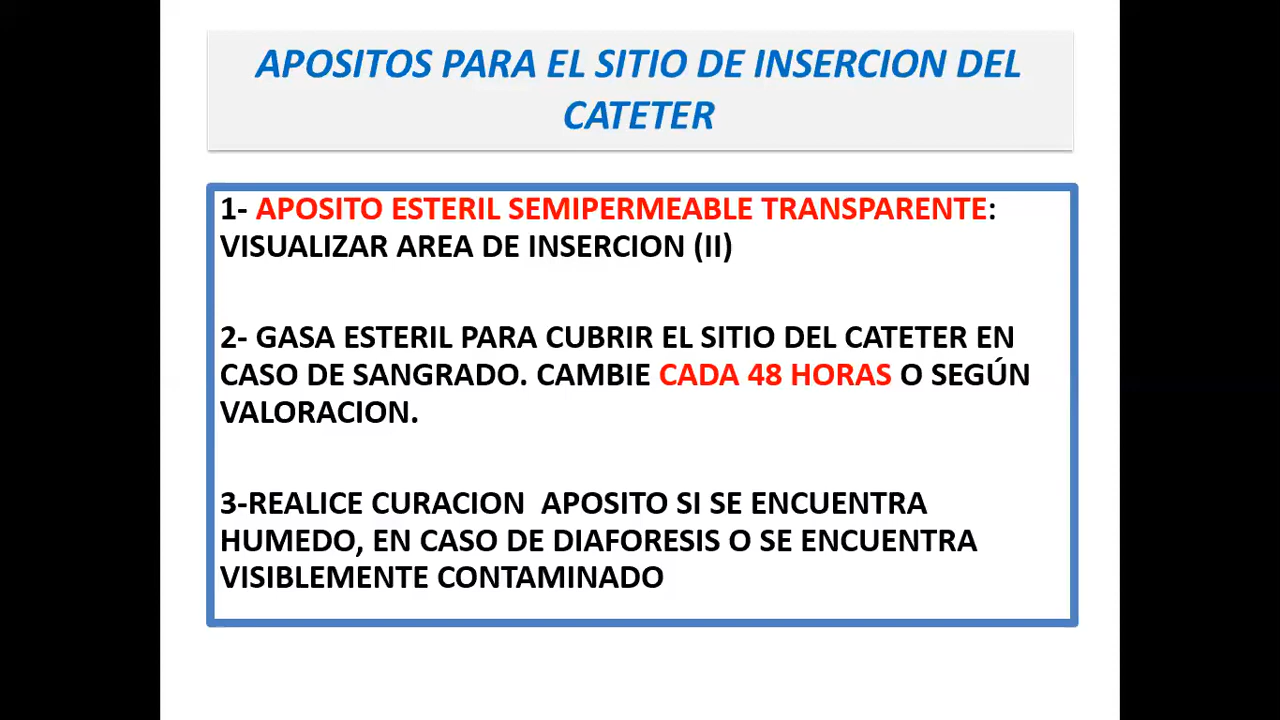 APOSITOS PARA EL SITIO DE INSERCION DEL
CATETER
1- APOSITO ESTERIL SEMIPERMEABLE TRANSPARENTE:
VISUALIZAR AREA DE INSERCION (II)
2- GASA ESTERIL PARA CUBRIR EL SITIO DEL CATETER EN
CASO DE SANGRADO. CAMBIE CADA 48 HORAS O SEGÚN
VALORACION.
3-REALICE CURACION  APOSITO SI SE ENCUENTRA
HUMEDO, EN CASO DE DIAFORESIS O SE ENCUENTRA
VISIBLEMENTE CONTAMINADO